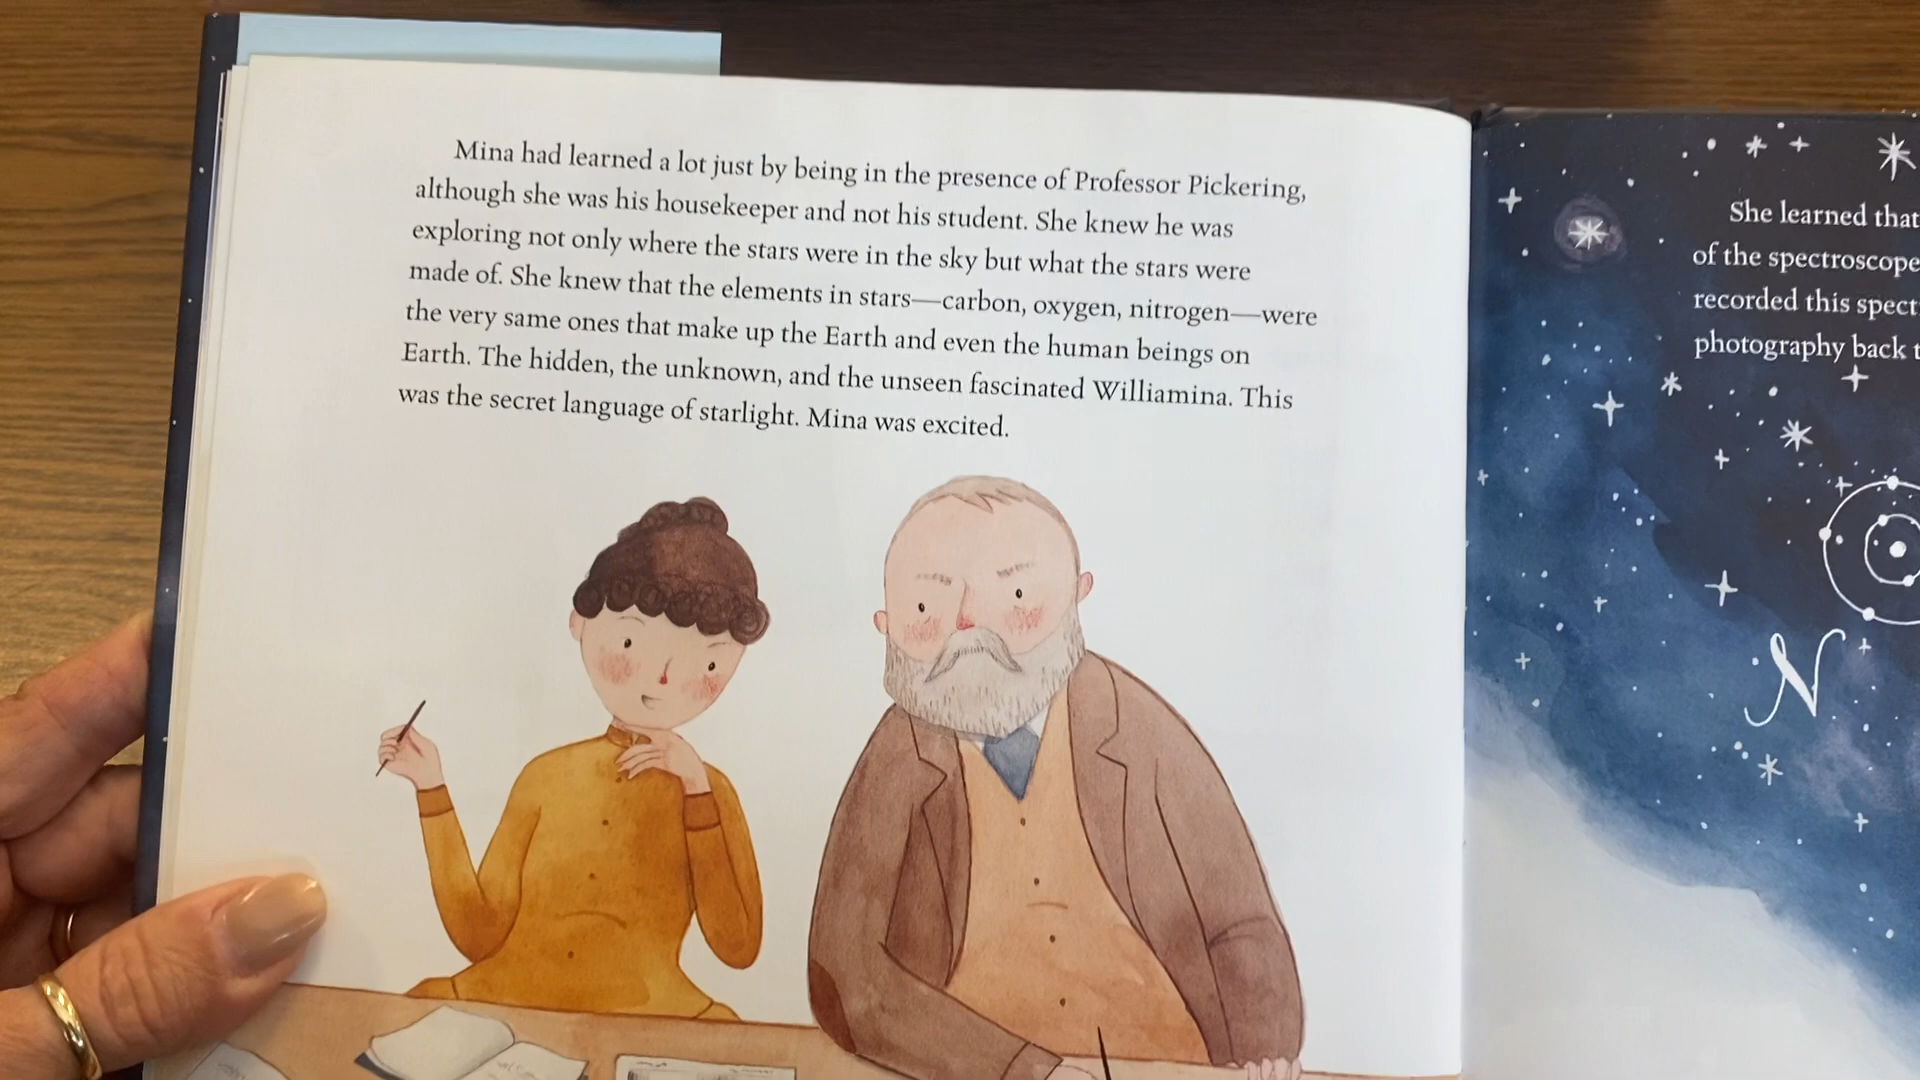 Mina had learned a lot just by being in the presence of Professor Pickering,
although she was his housekeeper and not his student. She knew he was
exploring not only where the stars were in the sky but what the stars were
made of. She knew that the elements in stars—carbon, oxygen, nitrogen—were
the very same ones that make up the Earth and even the human beings on
Earth. The hidden, the unknown, and the unseen fascinated Williamina. This
was the secret language of starlight. Mina was excited.
She learned that
of the spectroscope
recorded this
photography back
N